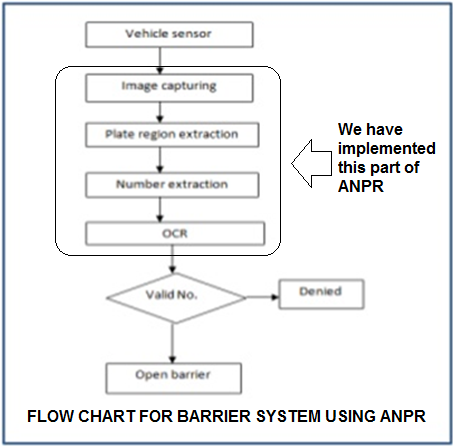 Vehicle sensor
Image capturing
Plate region extraction
Number extraction
OCR
We have
implemented
this part of
ANPR
Valid No.
Denied
Open barrier
FLOW CHART FOR BARRIER SYSTEM USING ANPR